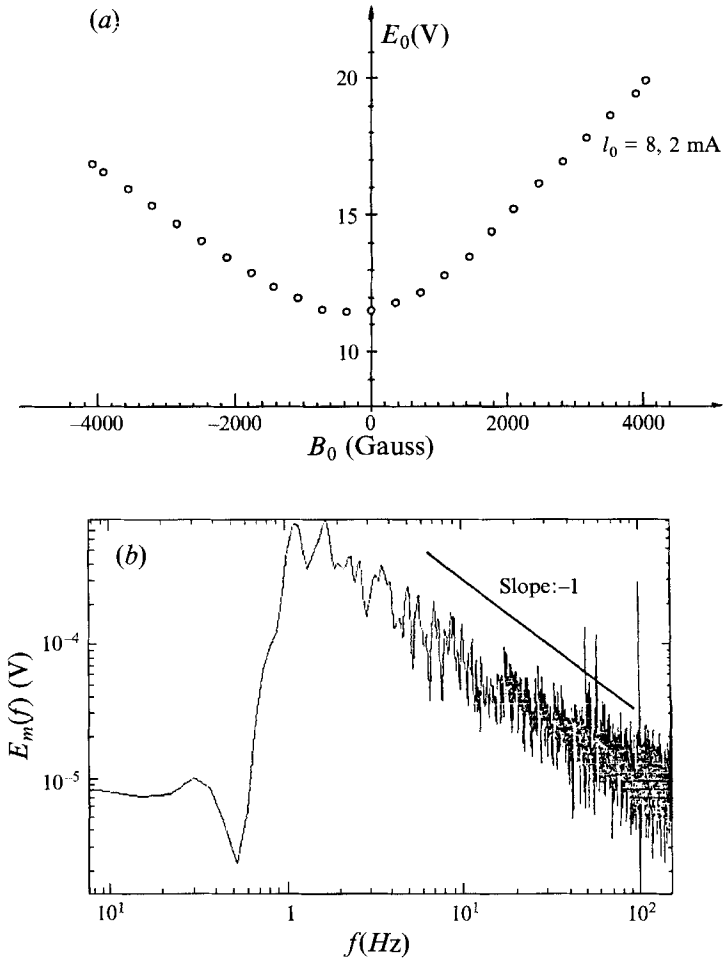 (a)
E₀(V)
20
l₀ = 8, 2 mA
15
10
–4000 –2000 0 2000 4000
B₀ (Gauss)
(b)
Slope:–1
10⁻⁴
Eₘ(f) (V)
10⁻⁵
10¹ 1 10¹ 10²
f(Hz)